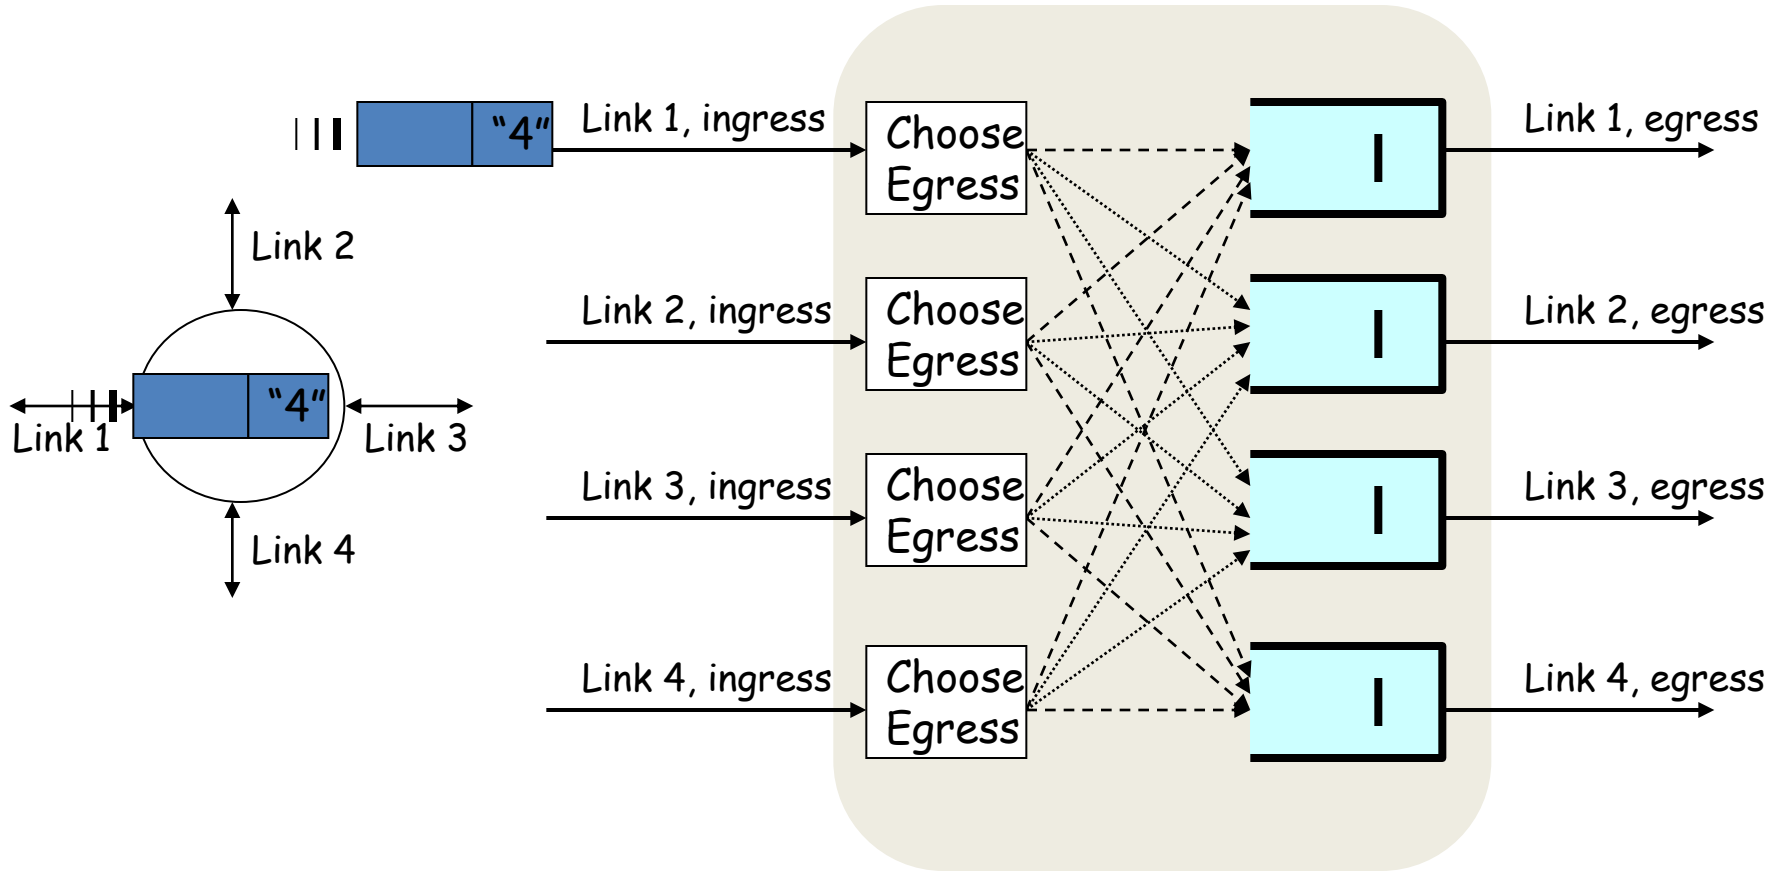 “4”
Link 1, ingress
Choose
Egress
Link 1, egress
Link 2
Link 2, ingress
Choose
Egress
Link 2, egress
“4”
Link 1
Link 3
Link 3, ingress
Choose
Egress
Link 3, egress
Link 4
Link 4, ingress
Choose
Egress
Link 4, egress